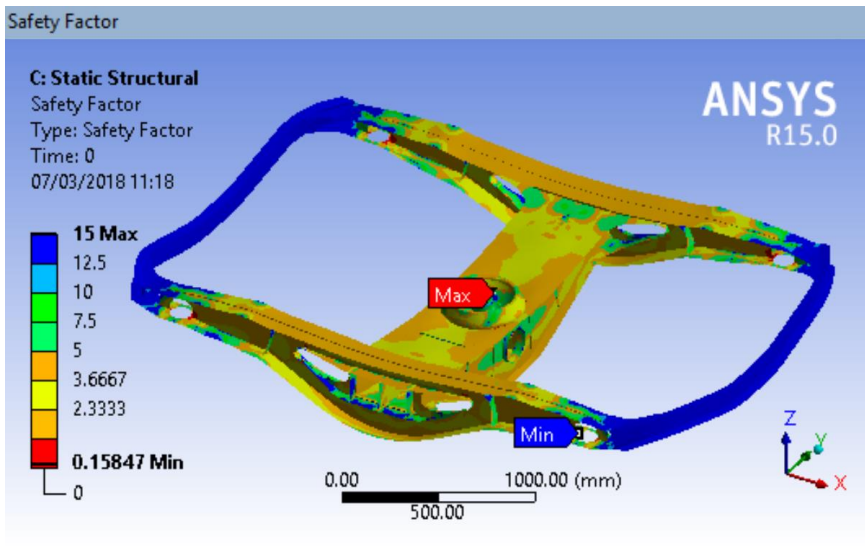 Safety Factor
C: Static Structural
Safety Factor
Type: Safety Factor
Time: 0
07/03/2018 11:18
ANSYS
R15.0
15 Max
12.5
10
7.5
5
3.6667
2.3333
0.15847 Min
0
Max
Min
0.00
1000.00 (mm)
500.00
Z
Y
X